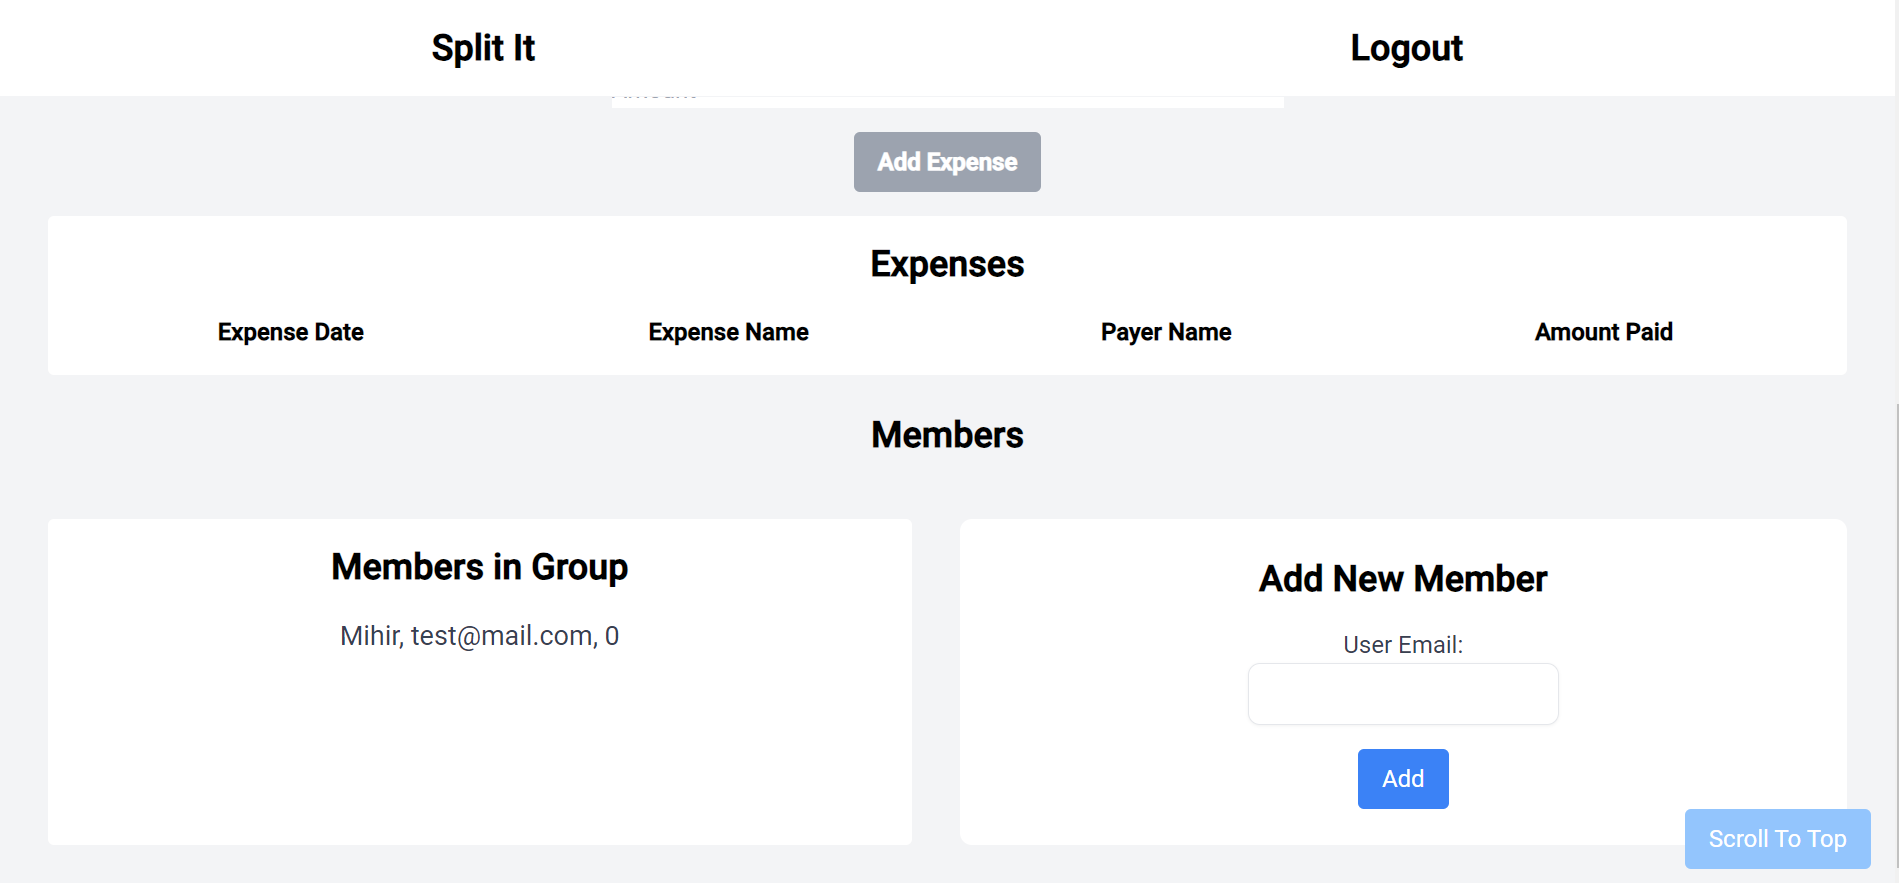 Split It
Logout
Add Expense
Expenses
Expense Date Expense Name Payer Name Amount Paid
Members
Members in Group
Mihir, test@mail.com, 0
Add New Member
User Email:
Add
Scroll To Top